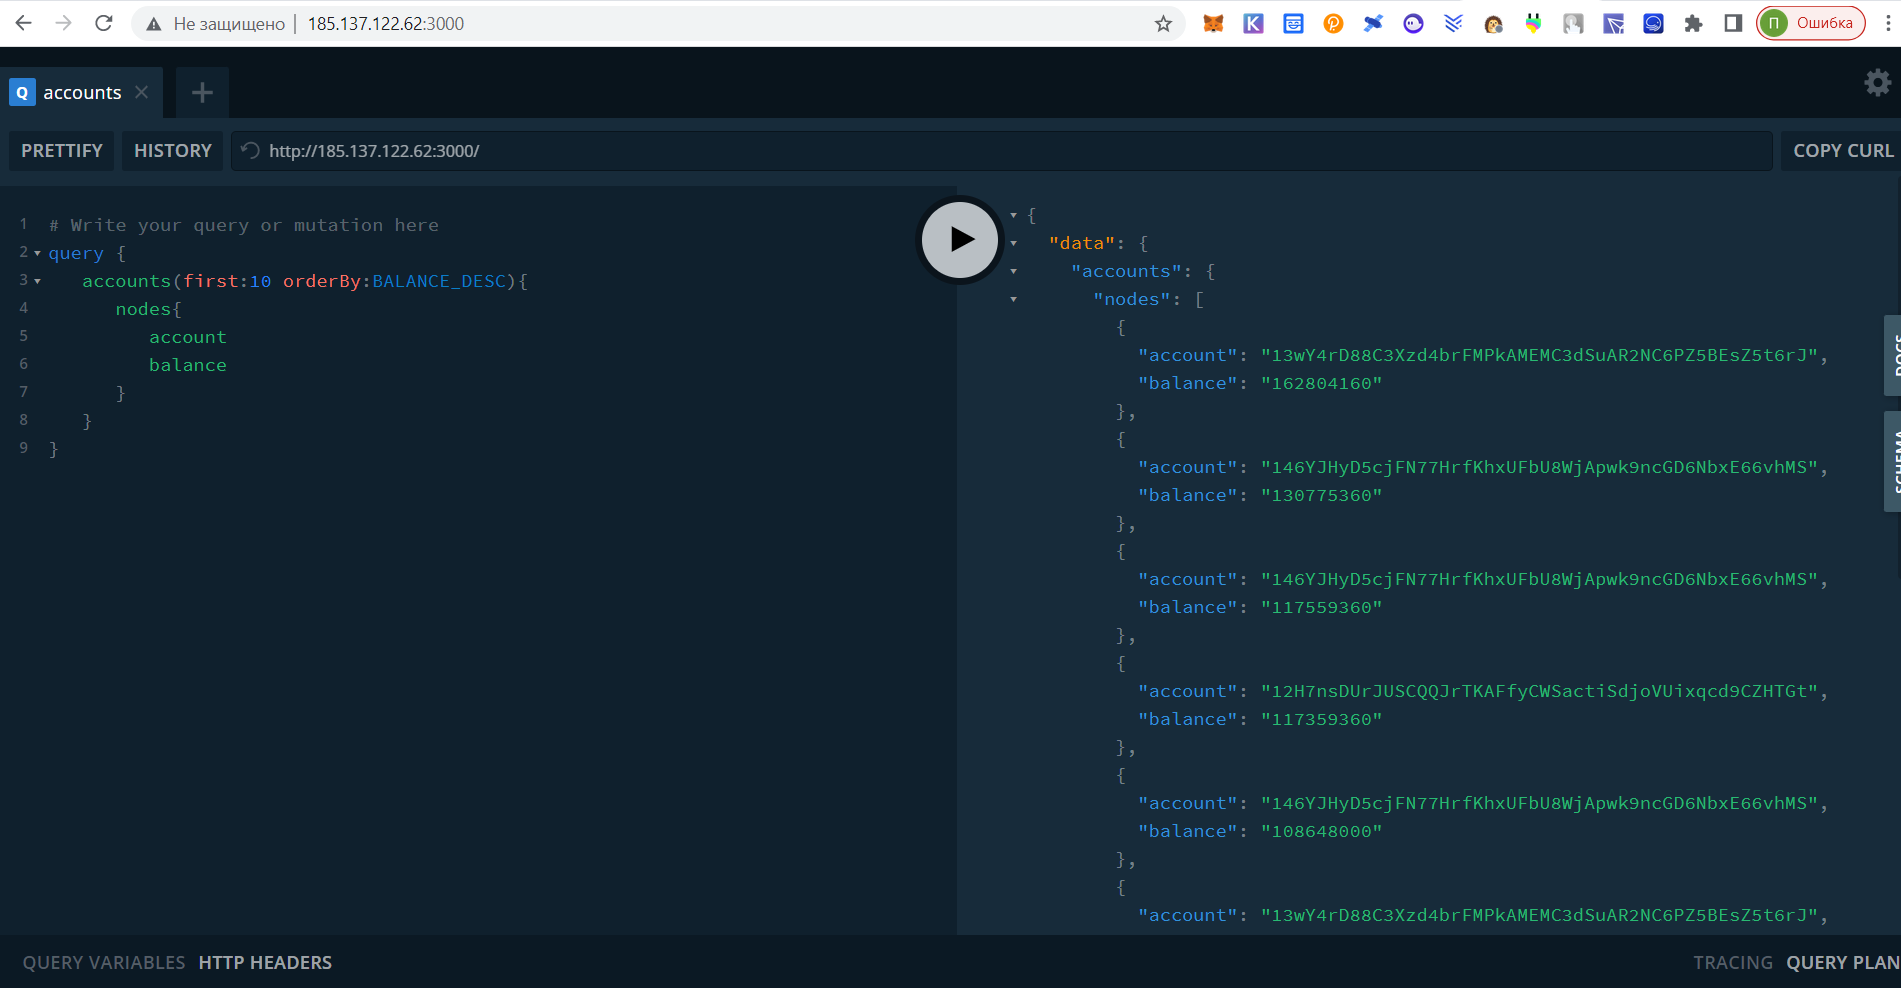 Не защищено
185.137.122.62:3000
П Ошибка
Q accounts
PRETTIFY HISTORY http://185.137.122.62:3000/ COPY CURL
1 # Write your query or mutation here
2 query {
3 accounts(first:10 orderBy:BALANCE_DESC){
4 nodes{
5 account
6 balance
7 }
8 }
9 }
{
"data": {
"accounts": {
"nodes": [
{
"account": "13wY4rD88C3Xzd4brFMPkAMEMC3dSuAR2NC6PZ5BEsZ5t6rJ",
"balance": "162804160"
},
{
"account": "146YJHyD5cjFN77HrfKhxUFbU8WjApwk9ncGD6NbxE66vhMS",
"balance": "130775360"
},
{
"account": "146YJHyD5cjFN77HrfKhxUFbU8WjApwk9ncGD6NbxE66vhMS",
"balance": "117559360"
},
{
"account": "12H7nsDUrJUSCQQJrTKAFfyCWSactiSdjoVUixqcd9CZHTGt",
"balance": "117359360"
},
{
"account": "146YJHyD5cjFN77HrfKhxUFbU8WjApwk9ncGD6NbxE66vhMS",
"balance": "108648000"
},
{
"account": "13wY4rD88C3Xzd4brFMPkAMEMC3dSuAR2NC6PZ5BEsZ5t6rJ",
DOCS
SCHEMA
QUERY VARIABLES HTTP HEADERS
TRACING QUERY PLAN